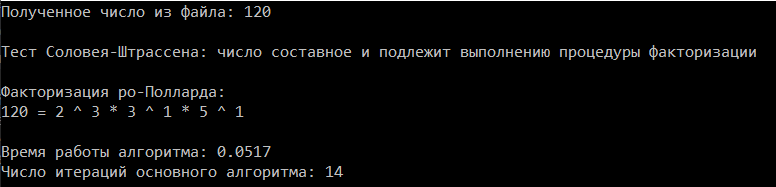 Полученное число из файла: 120
Тест Соловея-Штрассена: число составное и подлежит выполнению процедуры факторизации
Факторизация ро-Полларда:
120 = 2 ^ 3 * 3 ^ 1 * 5 ^ 1
Время работы алгоритма: 0.0517
Число итераций основного алгоритма: 14